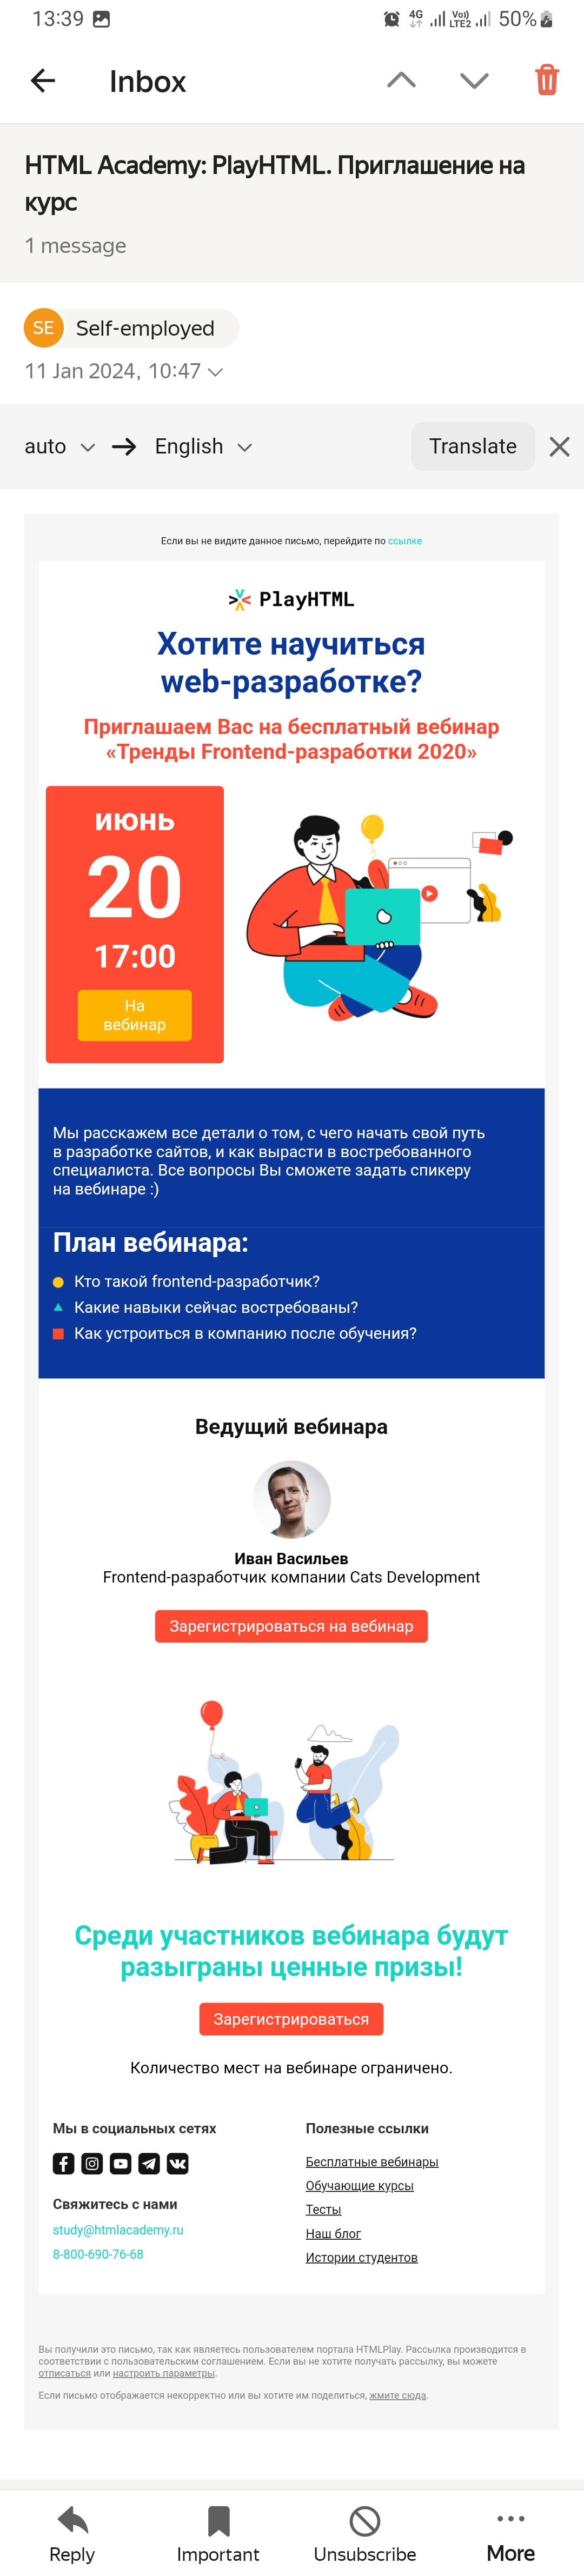 13:39
4G
Vo))
LTE2
50%
Inbox
HTML Academy: PlayHTML. Приглашение на
курс
1 message
SE
Self-employed
11 Jan 2024, 10:47
auto
English
Translate
Если вы не видите данное письмо, перейдите по ссылке
PlayHTML
Хотите научиться
web-разработке?
Приглашаем Вас на бесплатный вебинар
«Тренды Frontend-разработки 2020»
июнь
20
17:00
На
вебинар
Мы расскажем все детали о том, с чего начать свой путь
в разработке сайтов, и как вырасти в востребованного
специалиста. Все вопросы Вы сможете задать спикеру
на вебинаре :)
План вебинара:
Кто такой frontend-разработчик?
Какие навыки сейчас востребованы?
Как устроиться в компанию после обучения?
Ведущий вебинара
Иван Васильев
Frontend-разработчик компании Cats Development
Зарегистрироваться на вебинар
Среди участников вебинара будут
разыграны ценные призы!
Зарегистрироваться
Количество мест на вебинаре ограничено.
Мы в социальных сетях
Свяжитесь с нами
study@htmlacademy.ru
8-800-690-76-68
Полезные ссылки
Бесплатные вебинары
Обучающие курсы
Тесты
Наш блог
Истории студентов
Вы получили это письмо, так как являетесь пользователем портала HTMLPlay. Рассылка производится в
соответствии с пользовательским соглашением. Если вы не хотите получать рассылку, вы можете
отписаться или настроить параметры.
Если письмо отображается некорректно или вы хотите им поделиться, жмите сюда.
Reply
Important
Unsubscribe
More